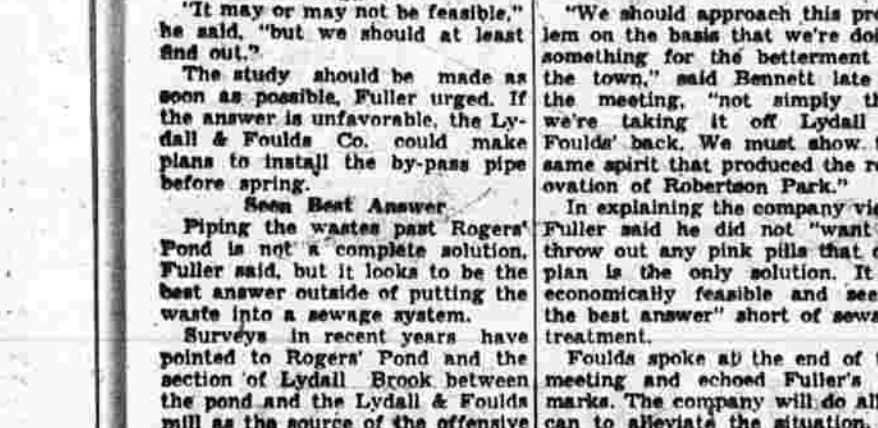 "It may or may not be feasible,"
he said, "but we should at least
find out."
The study should be made as
soon as possible, Fuller urged. If
the answer is unfavorable, the Ly-
dall & Foulds Co. could make
plans to install the by-pass pipe
before spring.
Seen Best Answer
Piping the wastes past Rogers'
Pond is not a complete solution,
Fuller said, but it looks to be the
best answer outside of putting the
waste into a sewage system.
Surveys in recent years have
pointed to Rogers' Pond and the
section of Lydall Brook between
the pond and the Lydall & Foulds
mill as the source of the offensive
"We should approach this
lem on the basis that we're
something for the betterment
the town," said Bennett late
the meeting, "not simply
we're taking it off Lydall
Foulds' back. We must show
same spirit that produced the
ovation of Robertson Park."
In explaining the company
Fuller said he did not "want
throw out any pink pills that
plan is the only solution. It
economically feasible and
the best answer" short of
treatment.
Foulds spoke at the end of
meeting and echoed Fuller's
marks. The company will do
can to alleviate the situation,